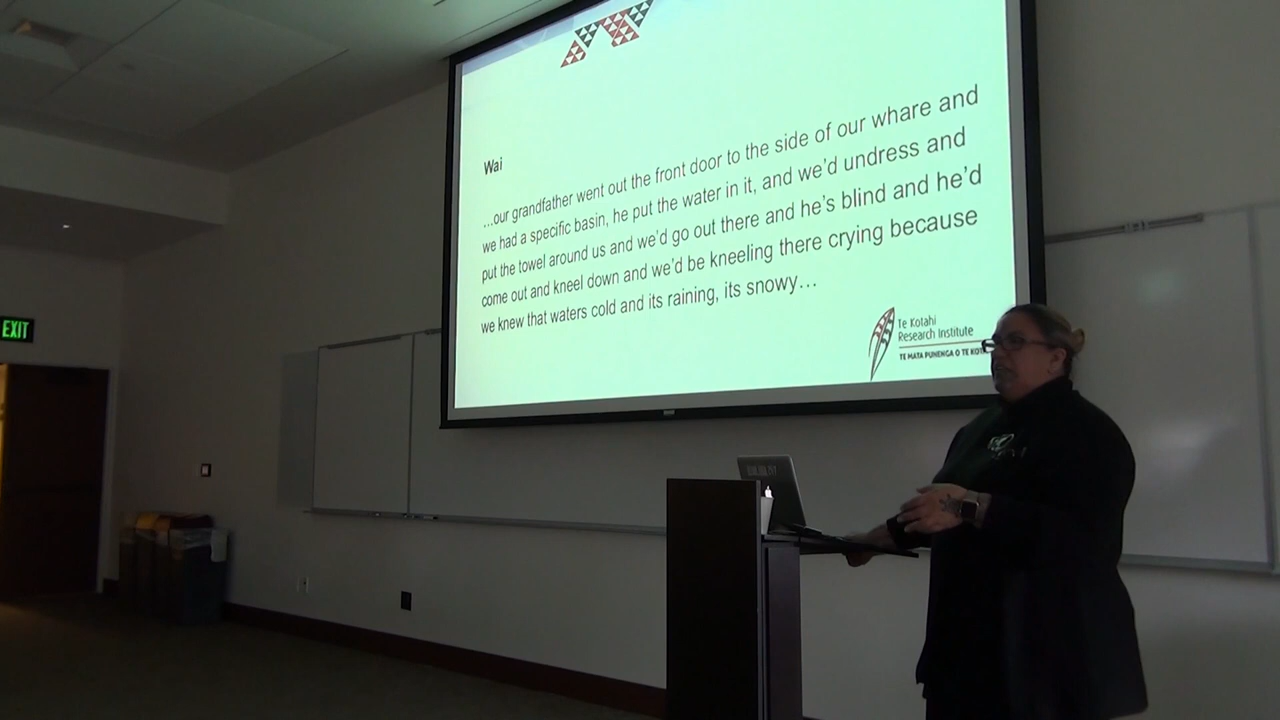 Wai
…our grandfather went out the front door to the side of our whare and
we had a specific basin, he put the water in it, and we'd undress and
put the towel around us and we'd go out there and he's blind and he'd
come out and kneel down and we'd be kneeling there crying because
we knew that waters cold and its raining, its snowy…
Te Kotahi
Research Institute
TE MATA PUNENGA O TE
EXIT